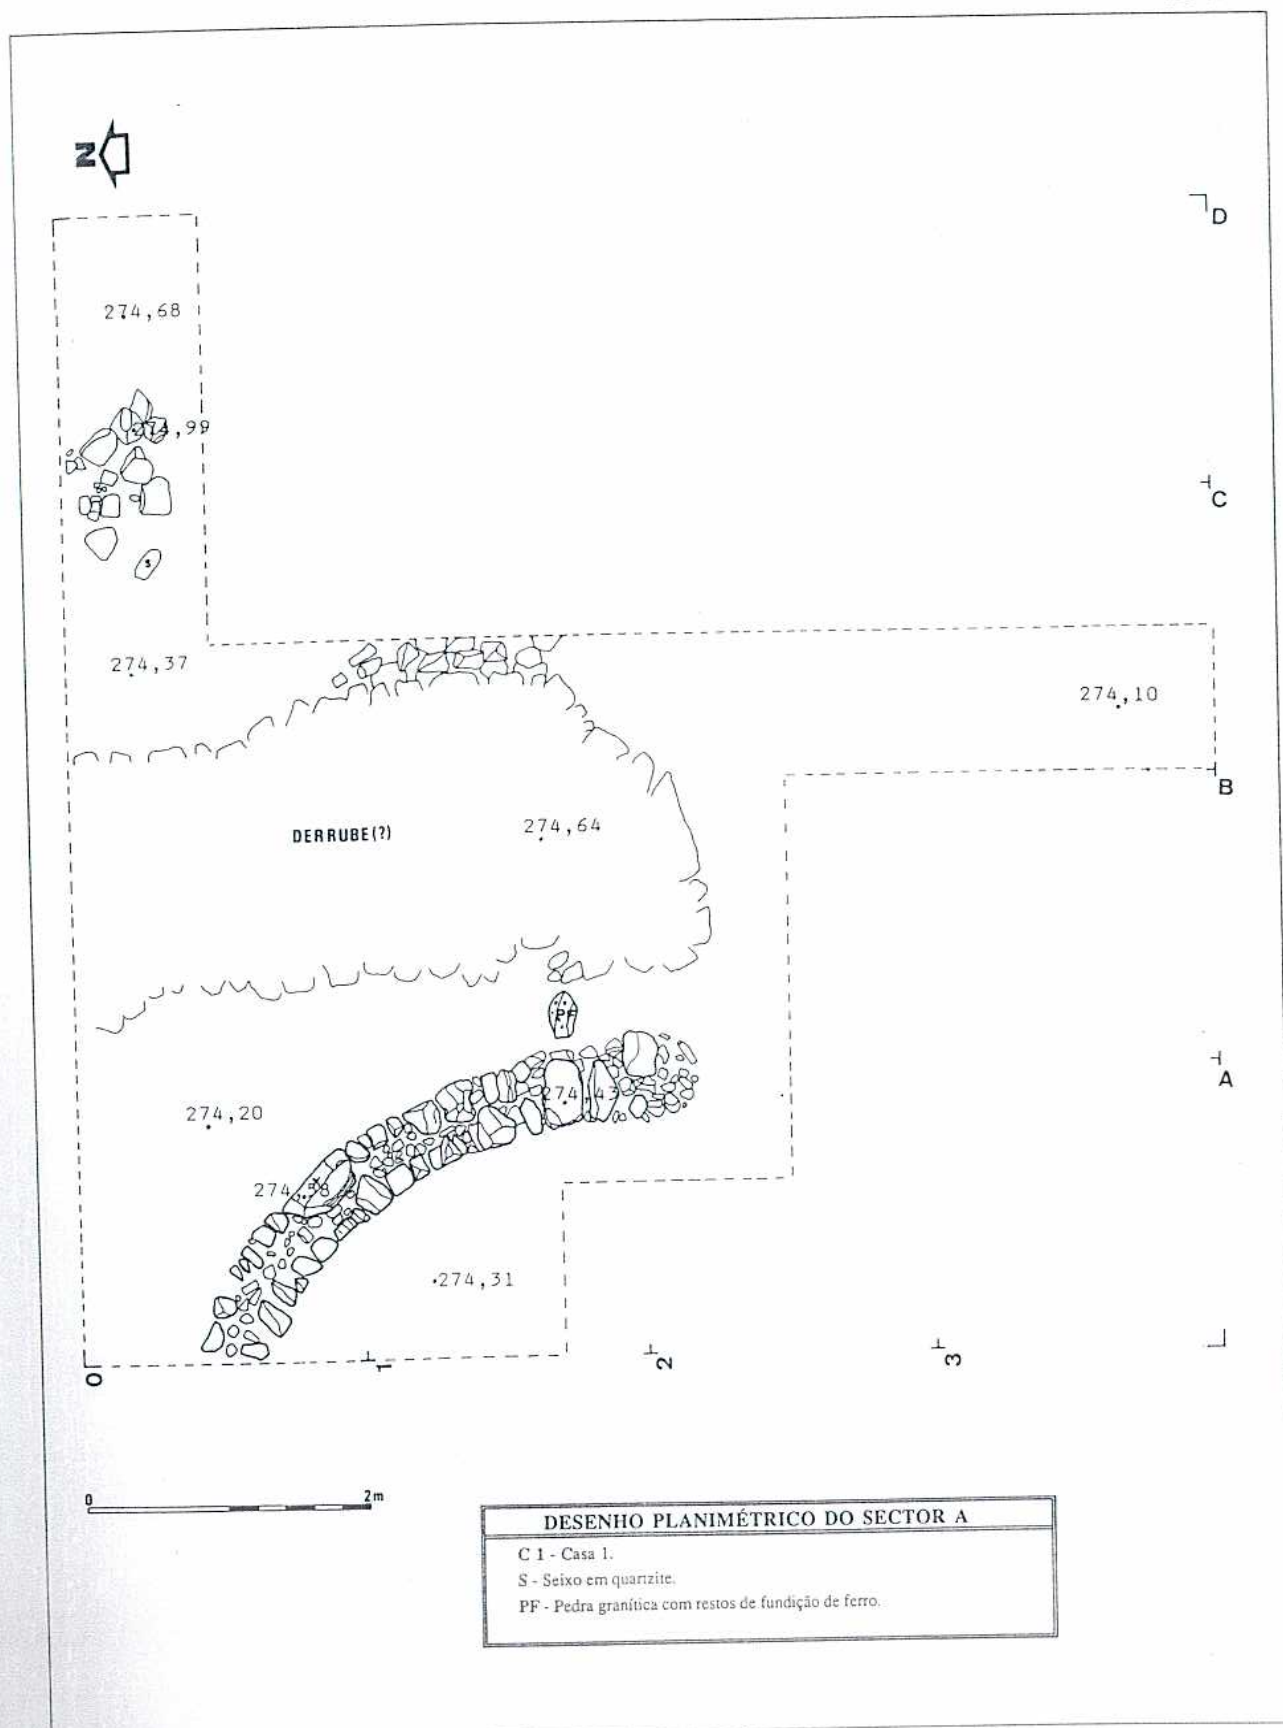 N
D
274,68
274,99
C
S
274,37
274,10
B
DERRUBE(?)
274,64
PF
A
274,43
274,20
274,31
0
1
2
3
0 2m
DESENHO PLANIMÉTRICO DO SECTOR A
C 1 - Casa 1.
S - Seixo em quartzite.
PF - Pedra granítica com restos de fundição de ferro.